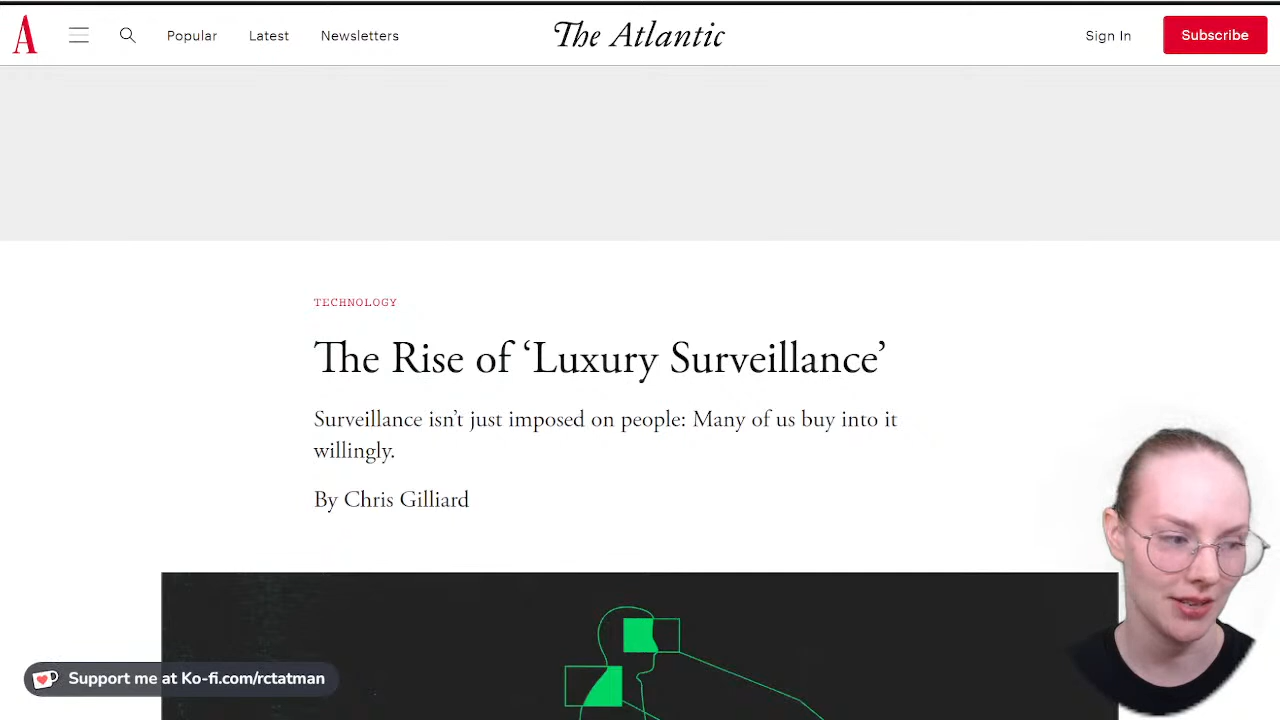 A
Popular
Latest
Newsletters
The Atlantic
Sign In
Subscribe
TECHNOLOGY
The Rise of ‘Luxury Surveillance’
Surveillance isn’t just imposed on people: Many of us buy into it
willingly.
By Chris Gilliard
Support me at Ko-fi.com/rctatman